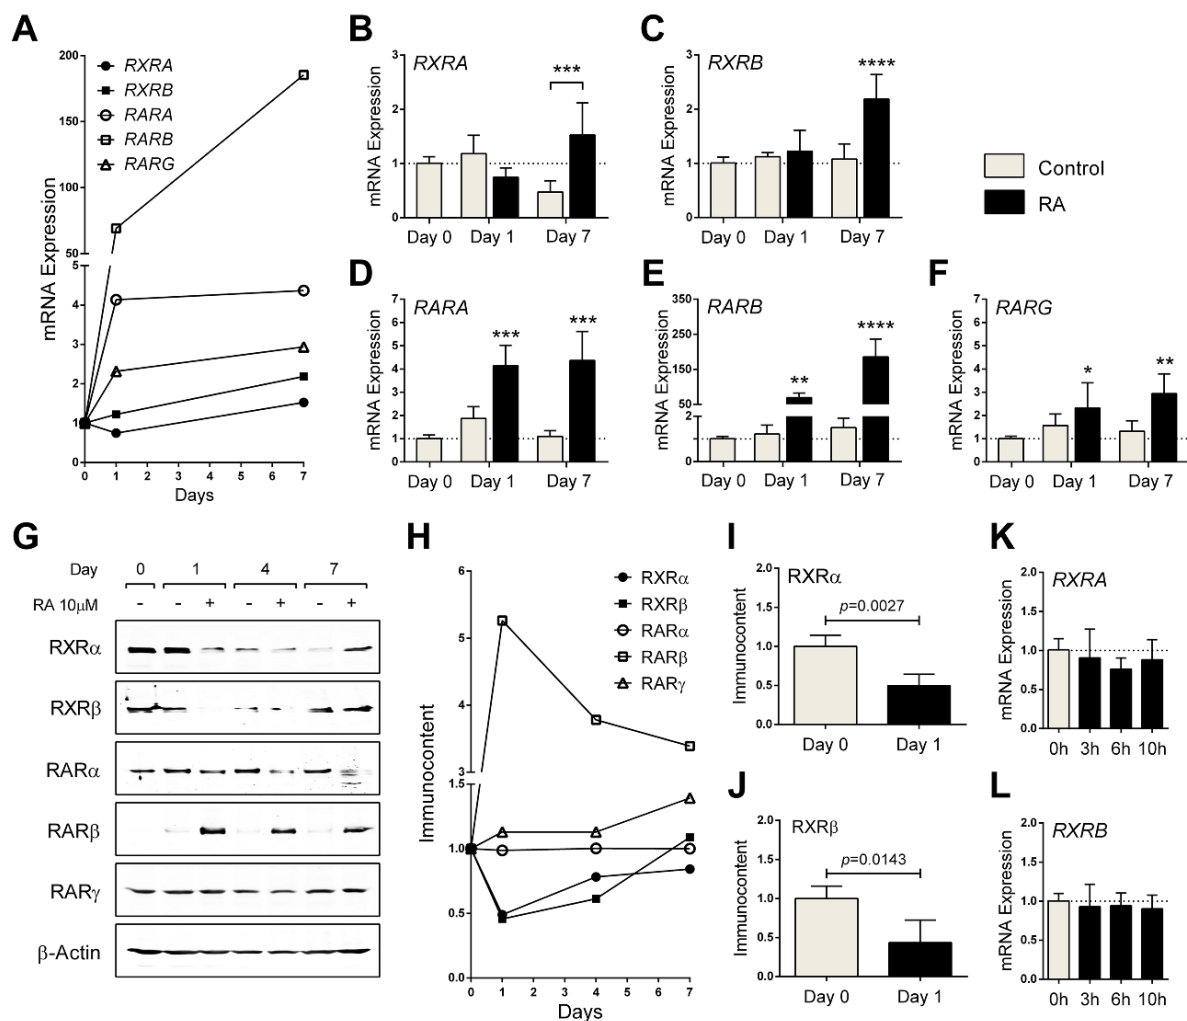 A
200
150
100
50
5
4
3
2
1
0
mRNA Expression
RXRA
RXRB
RARA
RARB
RARG
0 1 2 3 4 5 6 7
Days
B
RXRA
***
3
2
1
0
mRNA Expression
Day 0 Day 1 Day 7
C
RXRB
****
3
2
1
0
mRNA Expression
Day 0 Day 1 Day 7
Control
RA
D
RARA
*** ***
7
6
5
4
3
2
1
0
mRNA Expression
Day 0 Day 1 Day 7
E
RARB
** ****
350
250
150
50
2
1
0
mRNA Expression
Day 0 Day 1 Day 7
F
RARG
* **
7
6
5
4
3
2
1
0
mRNA Expression
Day 0 Day 1 Day 7
G
Day 0 1 4 7
RA 10μM - - + - + - +
RXRα
RXRβ
RARα
RARβ
RARγ
β-Actin
H
6
5
4
3
1.5
1.0
0.5
0.0
Immunocontent
RXRα
RXRβ
RARα
RARβ
RARγ
0 1 2 3 4 5 6 7
Days
I
RXRα
p=0.0027
2.0
1.5
1.0
0.5
0.0
Immunocontent
Day 0 Day 1
J
RXRβ
p=0.0143
2.0
1.5
1.0
0.5
0.0
Immunocontent
Day 0 Day 1
K
RXRA
2.0
1.5
1.0
0.5
0.0
mRNA Expression
0h 3h 6h 10h
L
RXRB
2.0
1.5
1.0
0.5
0.0
mRNA Expression
0h 3h 6h 10h